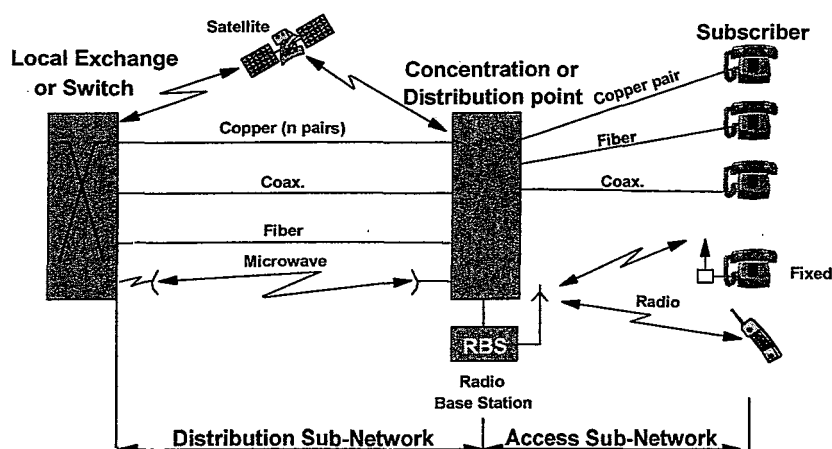 Satellite
Subscriber
Local Exchange
or Switch
Concentration or
Distribution point
Copper pair
Copper (n pairs)
Fiber
Coax.
Coax.
Fiber
Microwave
Fixed
Radio
RBS
Radio
Base Station
Distribution Sub-Network
Access Sub-Network